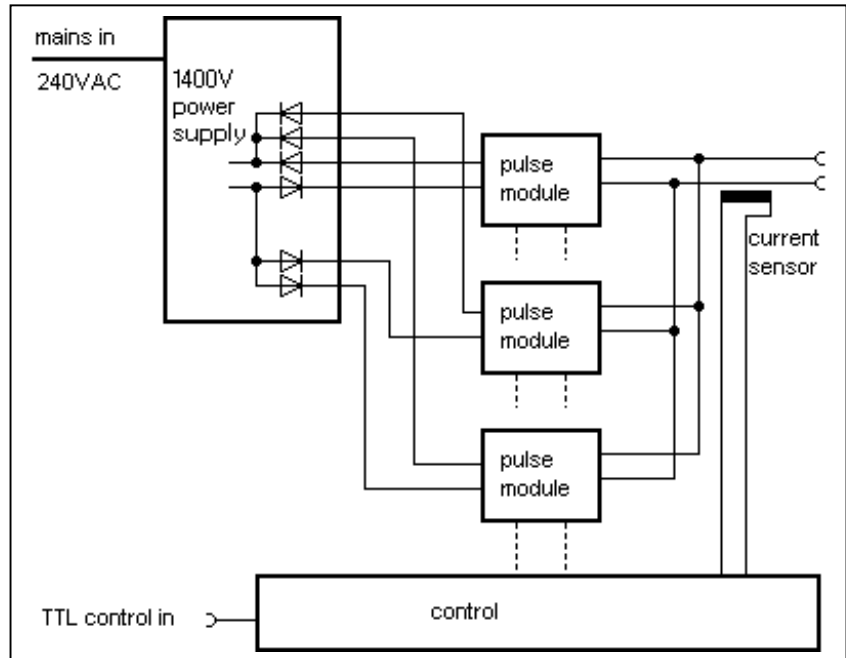 mains in
240VAC
1400V
power
supply
pulse
module
current
sensor
pulse
module
pulse
module
TTL control in
control